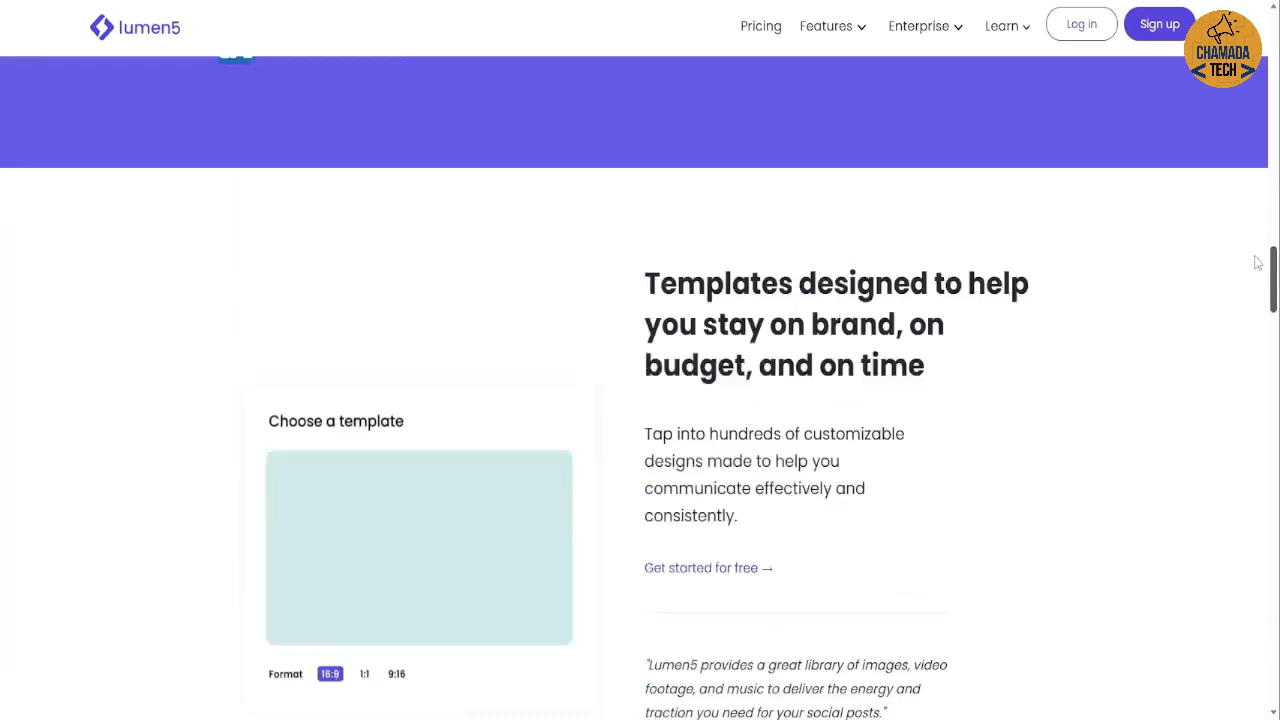 lumen5
Pricing Features Enterprise Learn Log in Sign up
CHAMADA
< TECH >
Templates designed to help
you stay on brand, on
budget, and on time
Choose a template
Tap into hundreds of customizable
designs made to help you
communicate effectively and
consistently.
Get started for free →
Format 16:9 1:1 9:16
"Lumen5 provides a great library of images, video
footage, and music to deliver the energy and
traction you need for your social posts."